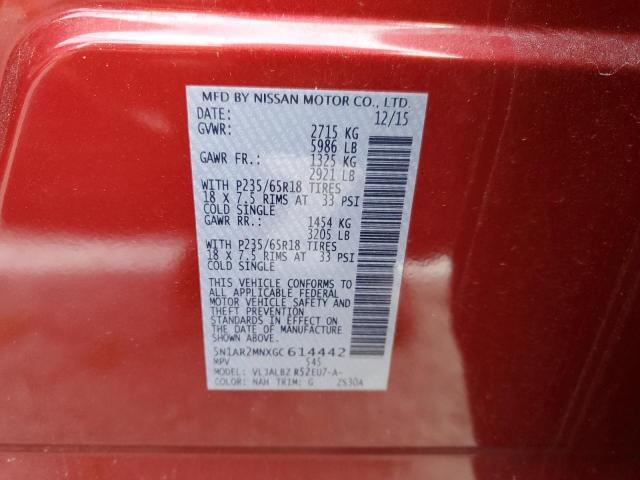 MFD BY NISSAN MOTOR CO., LTD.
DATE: 12/15
GVWR: 2715 KG
5986 LB
GAWR FR.: 1325 KG
2921 LB
WITH P235/65R18 TIRES
18 X 7.5 RIMS AT 33 PSI
COLD SINGLE
GAWR RR.: 1454 KG
3205 LB
WITH P235/65R18 TIRES
18 X 7.5 RIMS AT 33 PSI
COLD SINGLE
THIS VEHICLE CONFORMS TO
ALL APPLICABLE FEDERAL
MOTOR VEHICLE SAFETY AND
THEFT PREVENTION
STANDARDS IN EFFECT ON
THE DATE OF MANUFACTURE
SHOWN ABOVE.
5N1AR2MNXGC614442
MPV 545
MODEL: VLJALBZ R52EU7-A-
COLOR: NAH TRIM: G 2S30A